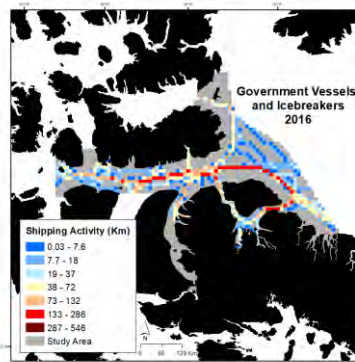 Government Vessels
and Icebreakers
2016
Shipping Activity (Km)
0.03 - 7.6
7.7 - 18
19 - 37
38 - 72
73 - 132
133 - 286
287 - 546
Study Area
N